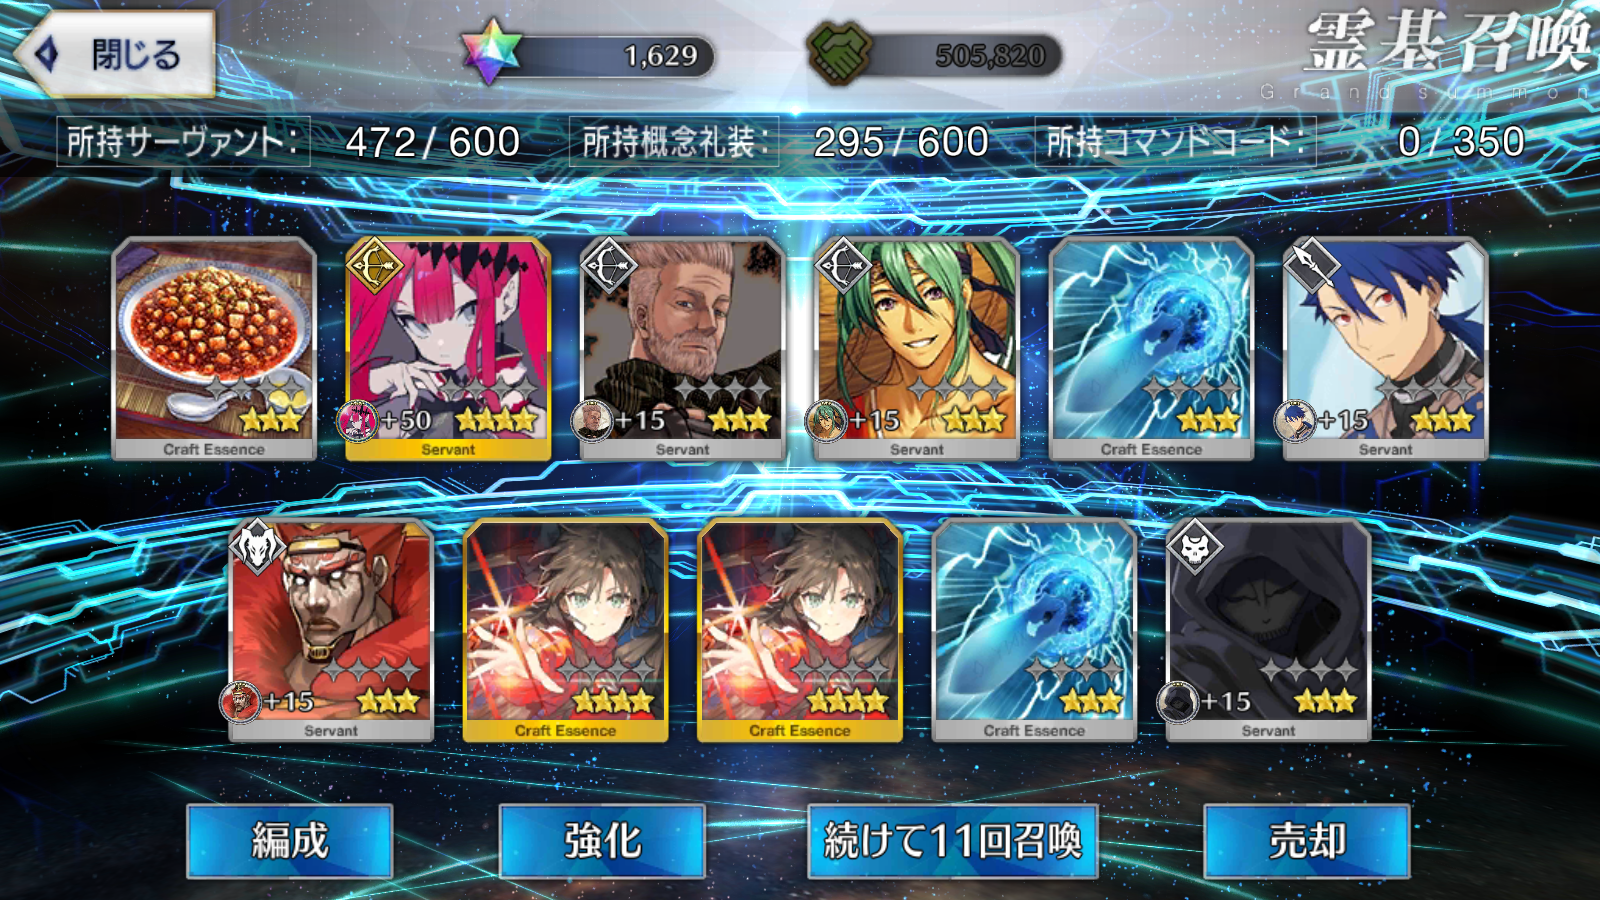 閉じる
1,629
505,820
霊基召喚
Grand summon
所持サーヴァント: 472 / 600
所持概念礼装: 295 / 600
所持コマンドコード: 0 / 350
+50
+15
+15
+15
Craft Essence
Servant
Servant
Servant
Craft Essence
Servant
+15
+15
Servant
Craft Essence
Craft Essence
Craft Essence
Servant
編成
強化
続けて11回召喚
売却